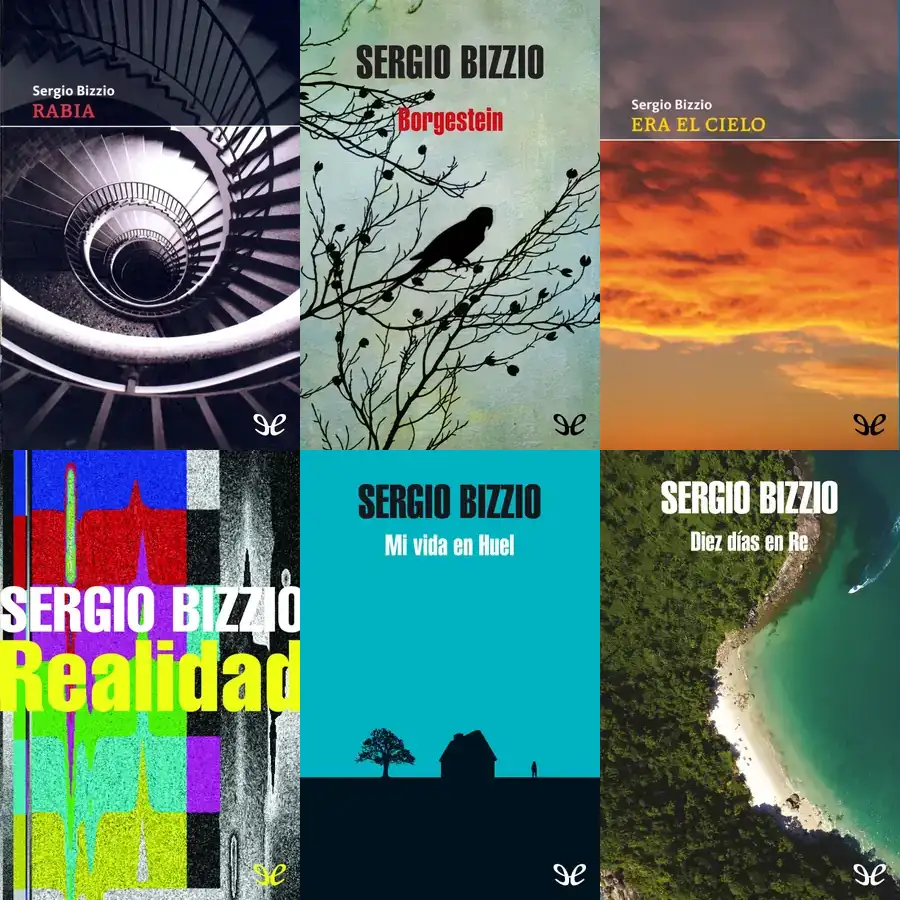 Sergio Bizzio
RABIA
SERGIO BIZZIO
Borgestein
Sergio Bizzio
ERA EL CIELO
SERGIO BIZZIO
Realidad
SERGIO BIZZIO
Mi vida en Huel
SERGIO BIZZIO
Diez días en Re